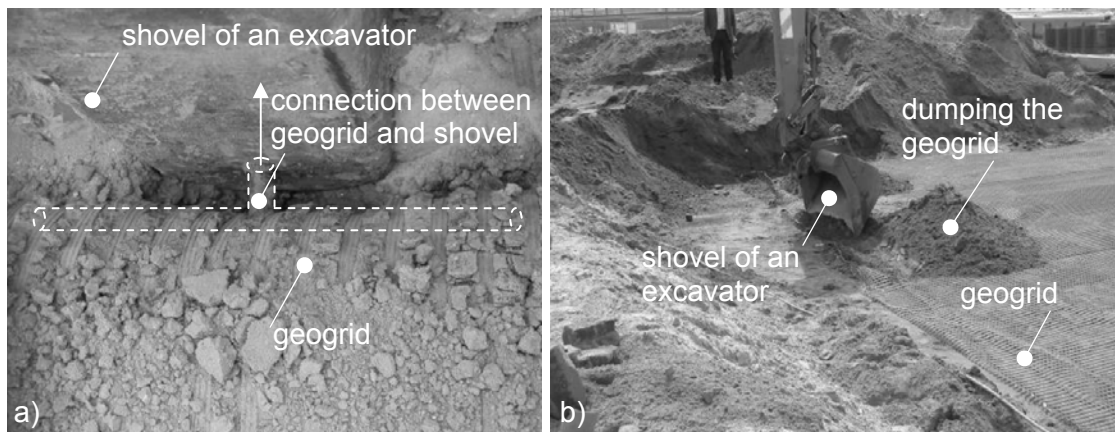 shovel of an excavator
connection between
geogrid and shovel
geogrid
a)
dumping the
geogrid
shovel of an
excavator
geogrid
b)